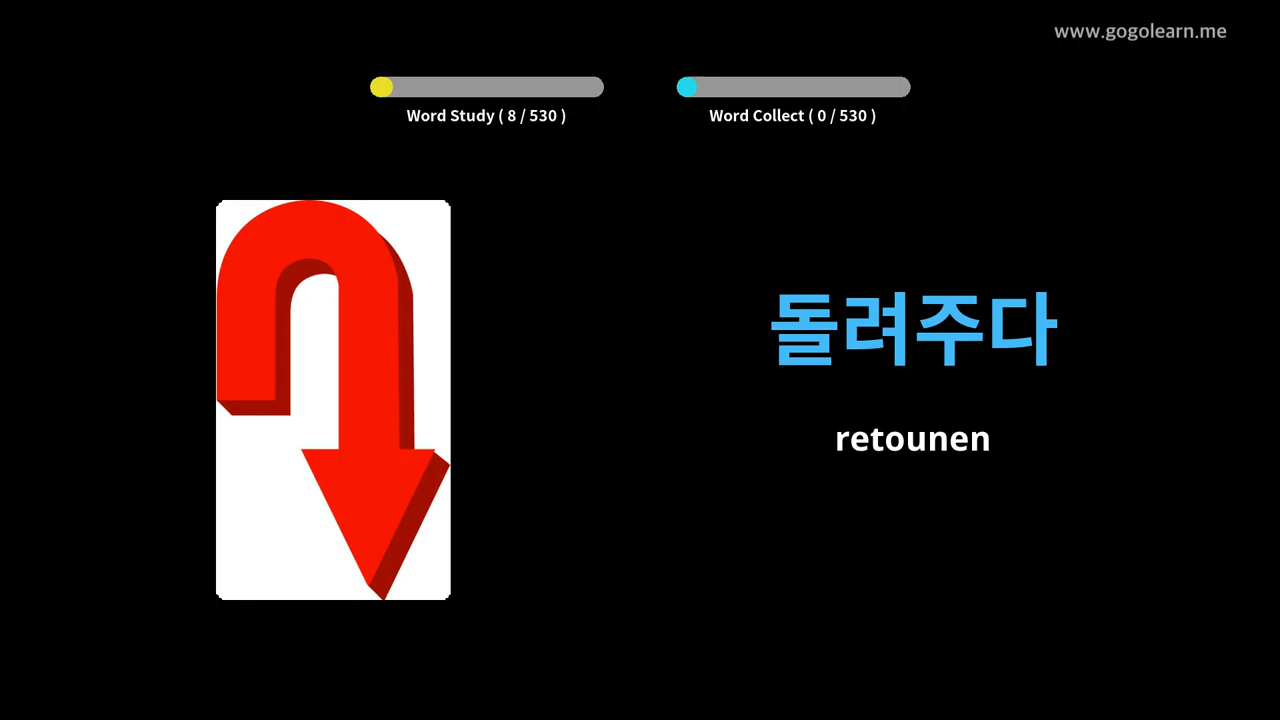 www.gogolearn.me
Word Study ( 8 / 530 )
Word Collect ( 0 / 530 )
돌려주다
retounen